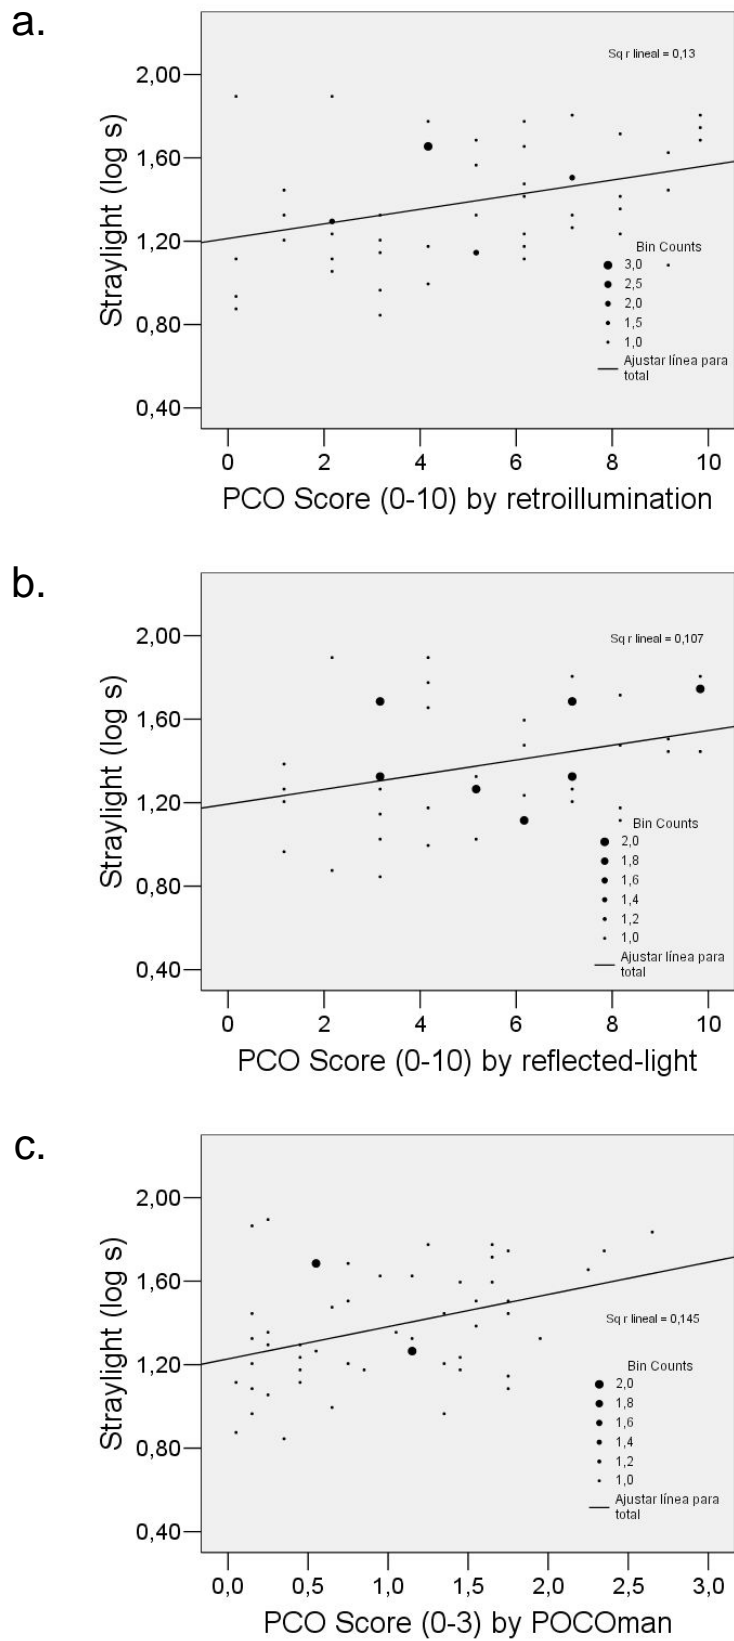 a.
Sq r lineal = 0,13
2,00
1,60
1,20
0,80
0,40
Straylight (log s)
Bin Counts
3,0
2,5
2,0
1,5
1,0
Ajustar línea para
total
0 2 4 6 8 10
PCO Score (0-10) by retroillumination
b.
Sq r lineal = 0,107
2,00
1,60
1,20
0,80
0,40
Straylight (log s)
Bin Counts
2,0
1,8
1,6
1,4
1,2
1,0
Ajustar línea para
total
0 2 4 6 8 10
PCO Score (0-10) by reflected-light
c.
2,00
1,60
1,20
0,80
0,40
Straylight (log s)
Sq r lineal = 0,145
Bin Counts
2,0
1,8
1,6
1,4
1,2
1,0
Ajustar línea para
total
0,0 0,5 1,0 1,5 2,0 2,5 3,0
PCO Score (0-3) by POCOman